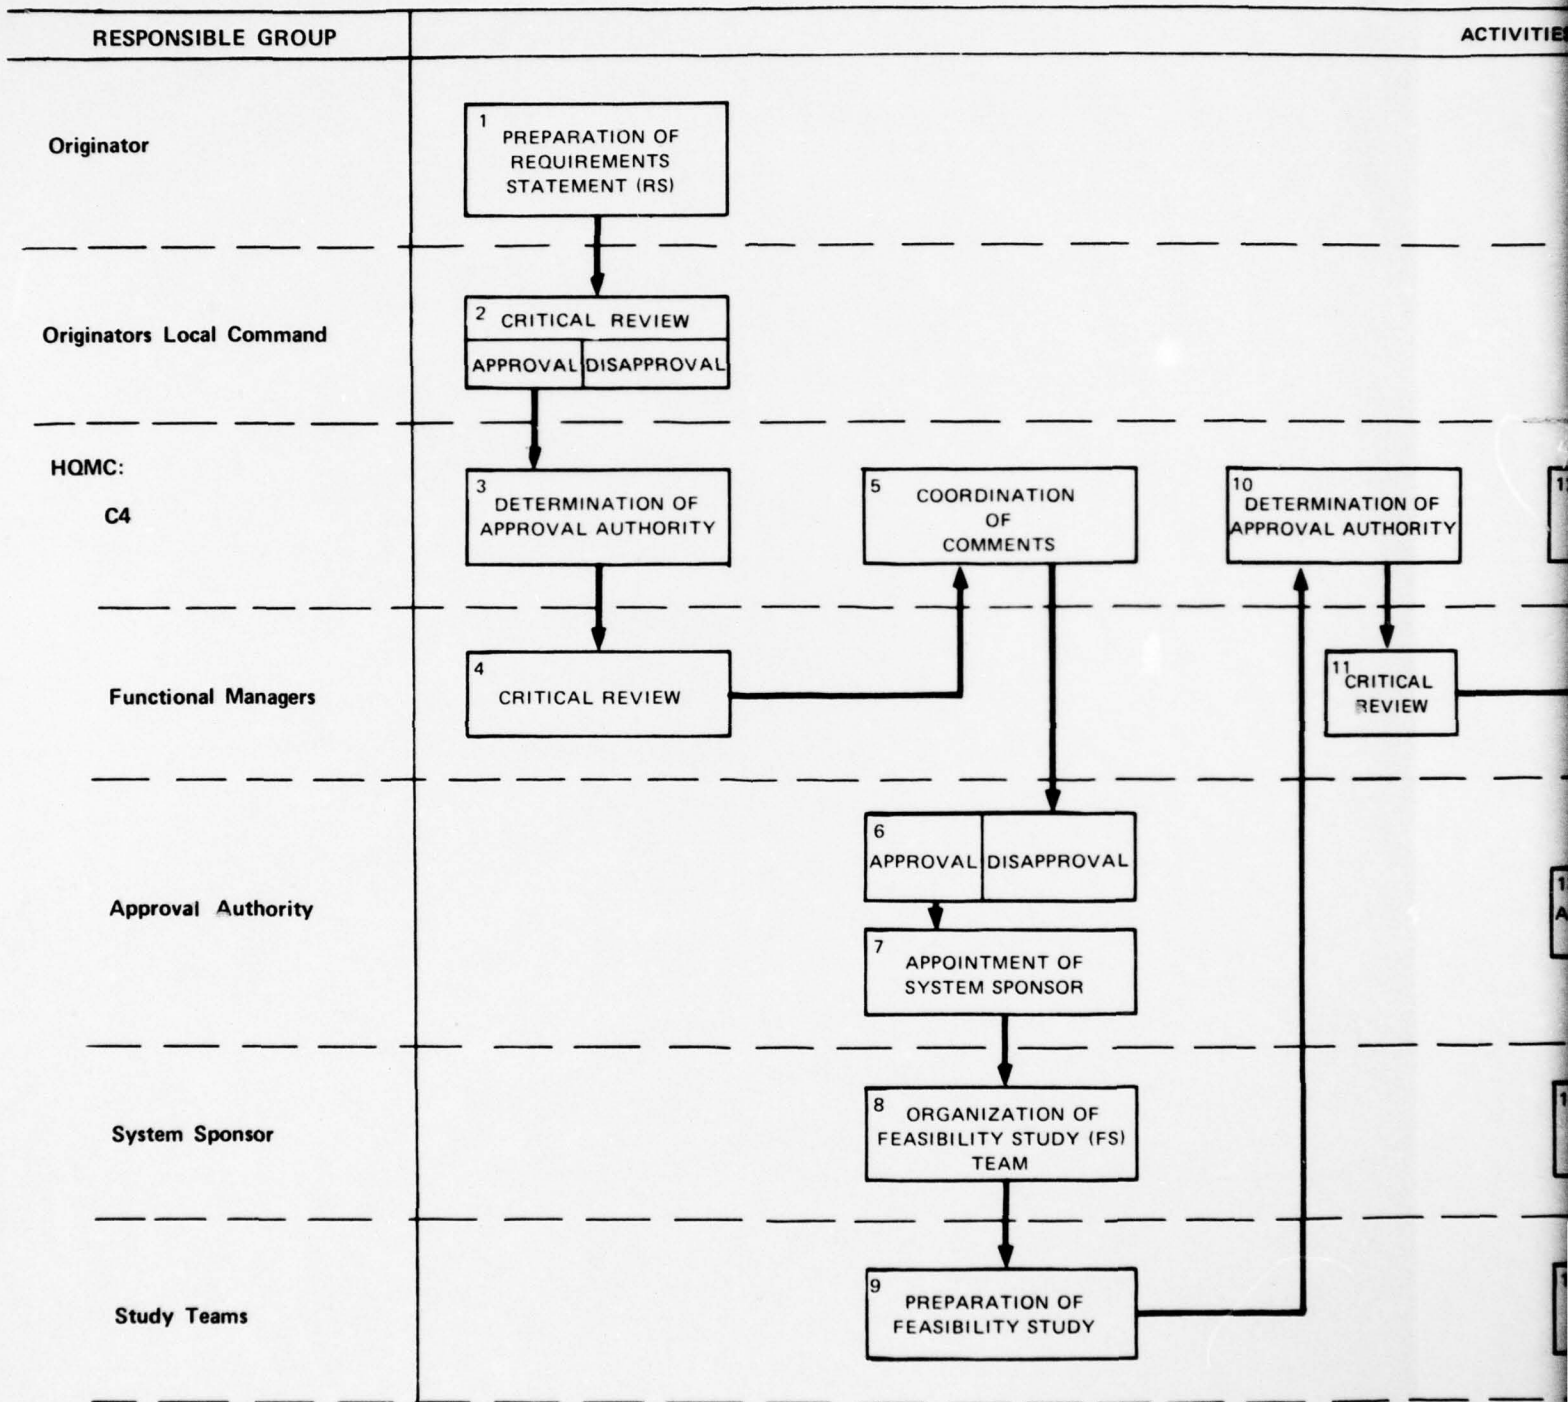 RESPONSIBLE GROUP
ACTIVITIES
Originator
1
PREPARATION OF
REQUIREMENTS
STATEMENT (RS)
Originators Local Command
2 CRITICAL REVIEW
APPROVAL DISAPPROVAL
HQMC:
C4
3
DETERMINATION OF
APPROVAL AUTHORITY
5
COORDINATION
OF
COMMENTS
10
DETERMINATION OF
APPROVAL AUTHORITY
Functional Managers
4
CRITICAL REVIEW
11
CRITICAL
REVIEW
Approval Authority
6
APPROVAL DISAPPROVAL
7
APPOINTMENT OF
SYSTEM SPONSOR
System Sponsor
8
ORGANIZATION OF
FEASIBILITY STUDY (FS)
TEAM
Study Teams
9
PREPARATION OF
FEASIBILITY STUDY